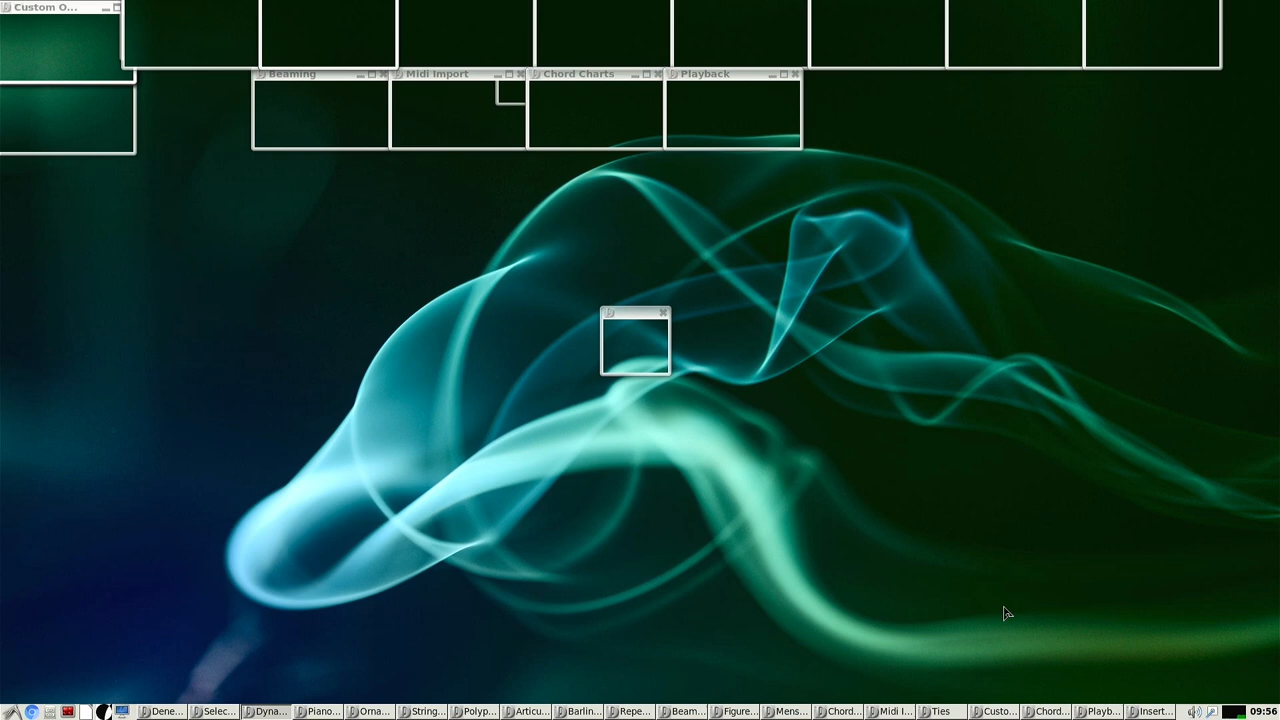 Custom O...
Beaming Midi Import Chord Charts Playback
Dene... Selec... Dyna... Piano... Orna... String... Polyp... Articu... Barlin... Repe... Beam... Figure... Mens... Chord... Midi I... Ties Custo... Chord... Playb... Insert... 09:56